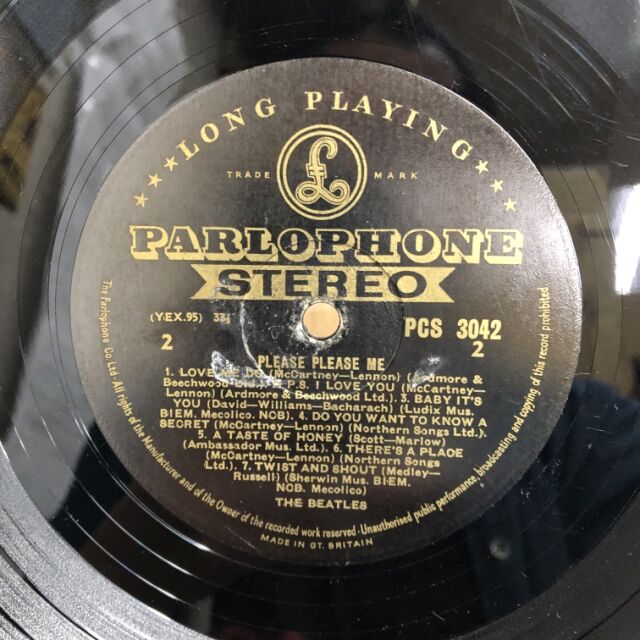 LONG PLAYING
TRADE MARK
£
PARLOPHONE
STEREO
(YEX.95) 33⅓
PCS 3042
2
2
PLEASE PLEASE ME
1. LOVE ME DO (McCartney—Lennon) (Ardmore &
Beechwood Ltd.). 2. P.S. I LOVE YOU (McCartney—
Lennon) (Ardmore & Beechwood Ltd.) 3. BABY IT'S
YOU (David—Williams—Bacharach) (Ludix Mus.
BIEM. Mecolico. NCB). 4. DO YOU WANT TO KNOW A
SECRET (McCartney—Lennon) (Northern Songs Ltd.).
5. A TASTE OF HONEY (Scott—Marlow)
(Ambassador Mus. Ltd.). 6. THERE'S A PLACE
(McCartney—Lennon) (Northern Songs
Ltd.). 7. TWIST AND SHOUT (Medley—
Russell) (Sherwin Mus. BIEM.
NCB. Mecolico)
THE BEATLES
The Parlophone Co Ltd. All rights of the Manufacturer and of the Owner of the recorded work reserved. Unauthorised public performance, broadcasting and copying of this record prohibited.
MADE IN GT. BRITAIN